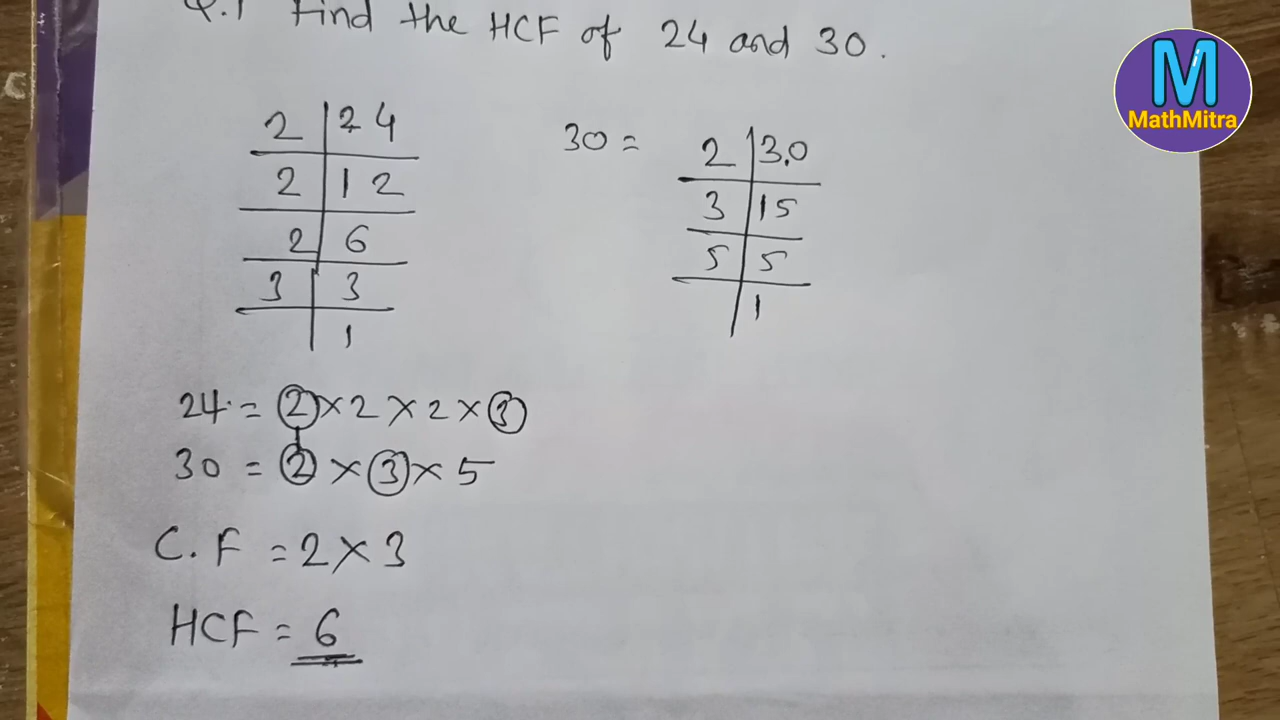 Q.1 Find the HCF of 24 and 30.
M
MathMitra
2 | 24
2 | 12
2 | 6
3 | 3
| 1
30 =
2 | 30
3 | 15
5 | 5
| 1
24 = 2 × 2 × 2 × 3
30 = 2 × 3 × 5
C.F = 2 × 3
HCF = 6